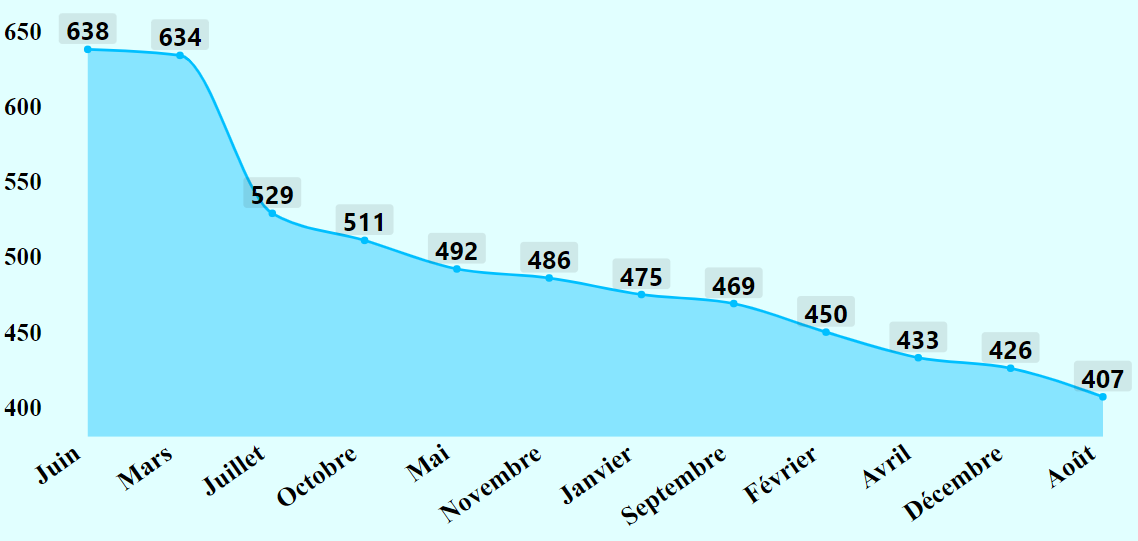 650
600
550
500
450
400
638
634
529
511
492
486
475
469
450
433
426
407
Juin
Mars
Juillet
Octobre
Mai
Novembre
Janvier
Septembre
Février
Avril
Décembre
Août